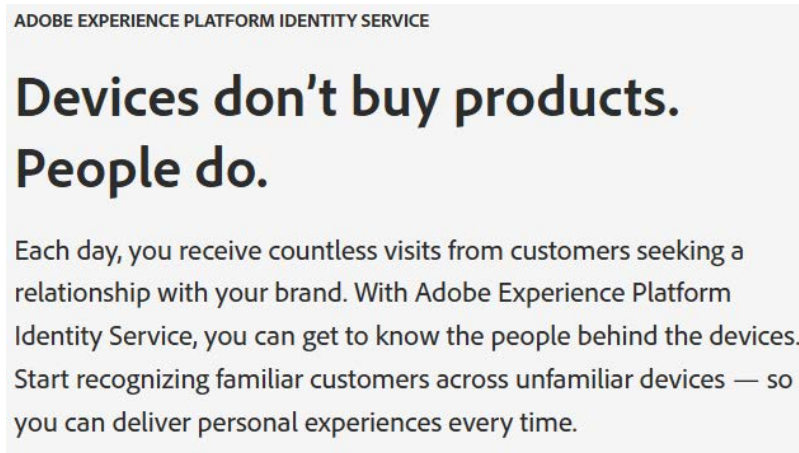 ADOBE EXPERIENCE PLATFORM IDENTITY SERVICE
Devices don’t buy products.
People do.
Each day, you receive countless visits from customers seeking a
relationship with your brand. With Adobe Experience Platform
Identity Service, you can get to know the people behind the devices.
Start recognizing familiar customers across unfamiliar devices — so
you can deliver personal experiences every time.